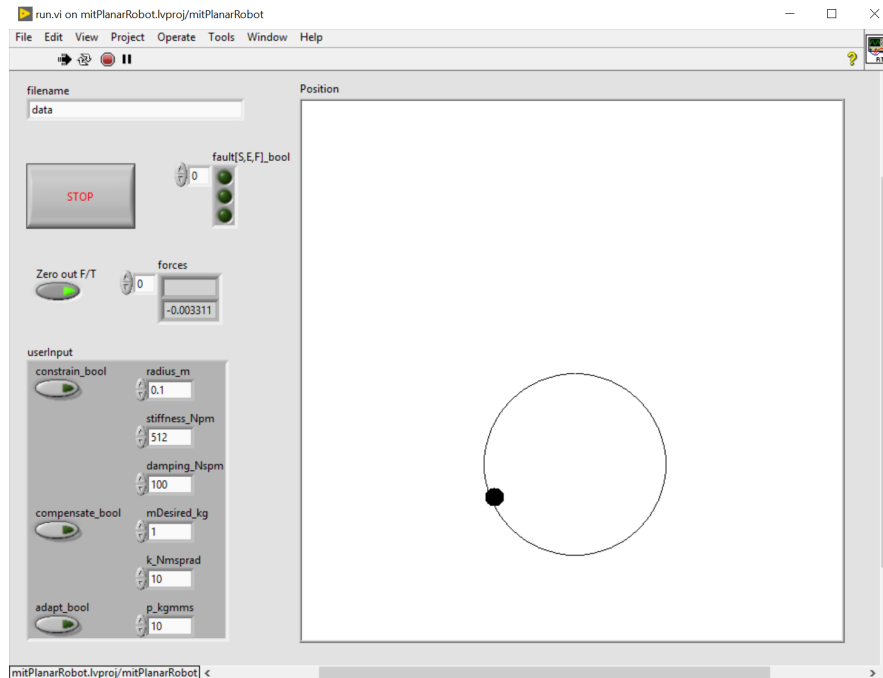 run.vi on mitPlanarRobot.lvproj/mitPlanarRobot
File Edit View Project Operate Tools Window Help
filename
data
Position
STOP
fault[S,E,F]_bool
0
Zero out F/T
forces
0
-0.003311
userInput
constrain_bool
radius_m
0.1
stiffness_Npm
512
damping_Nspm
100
compensate_bool
mDesired_kg
1
k_Nmsprad
10
adapt_bool
p_kgmms
10
mitPlanarRobot.lvproj/mitPlanarRobot